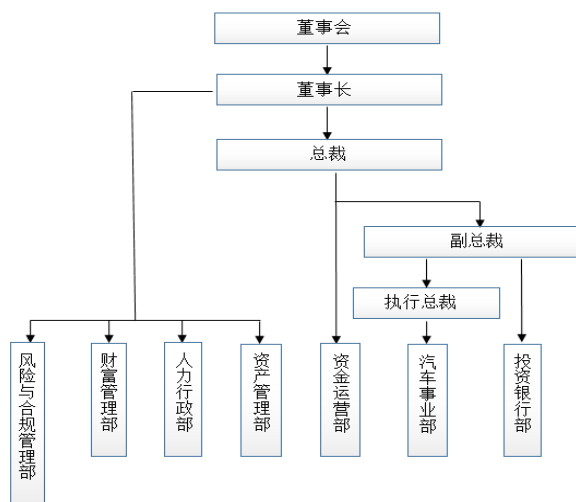 董事会
董事长
总裁
副总裁
执行总裁
风险与合规管理部
财富管理部
人力行政部
资产管理部
资金运营部
汽车事业部
投资银行部